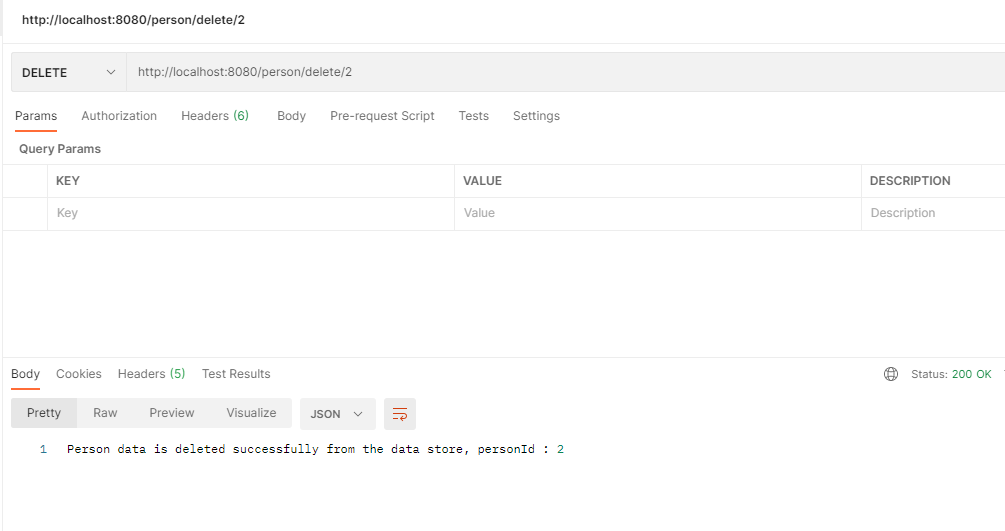 http://localhost:8080/person/delete/2
DELETE http://localhost:8080/person/delete/2
Params Authorization Headers (6) Body Pre-request Script Tests Settings
Query Params
KEY VALUE DESCRIPTION
Key Value Description
Body Cookies Headers (5) Test Results Status: 200 OK
Pretty Raw Preview Visualize JSON
1 Person data is deleted successfully from the data store, personId : 2